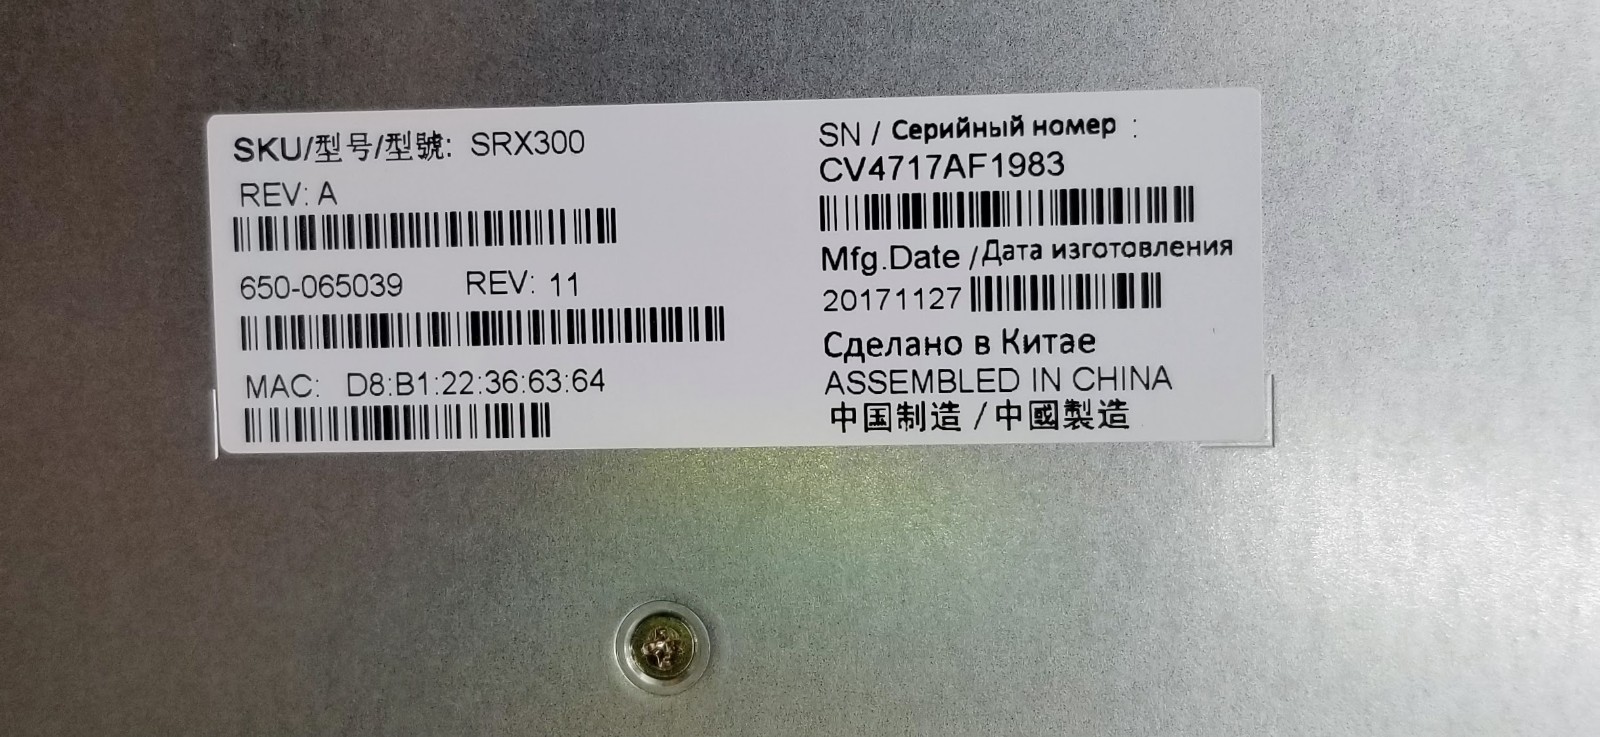 SKU/型号/型號: SRX300
REV: A
650-065039 REV: 11
MAC: D8:B1:22:36:63:64
SN / Серийный номер :
CV4717AF1983
Mfg.Date /Дата изготовления
20171127
Сделано в Китае
ASSEMBLED IN CHINA
中国制造 / 中國製造